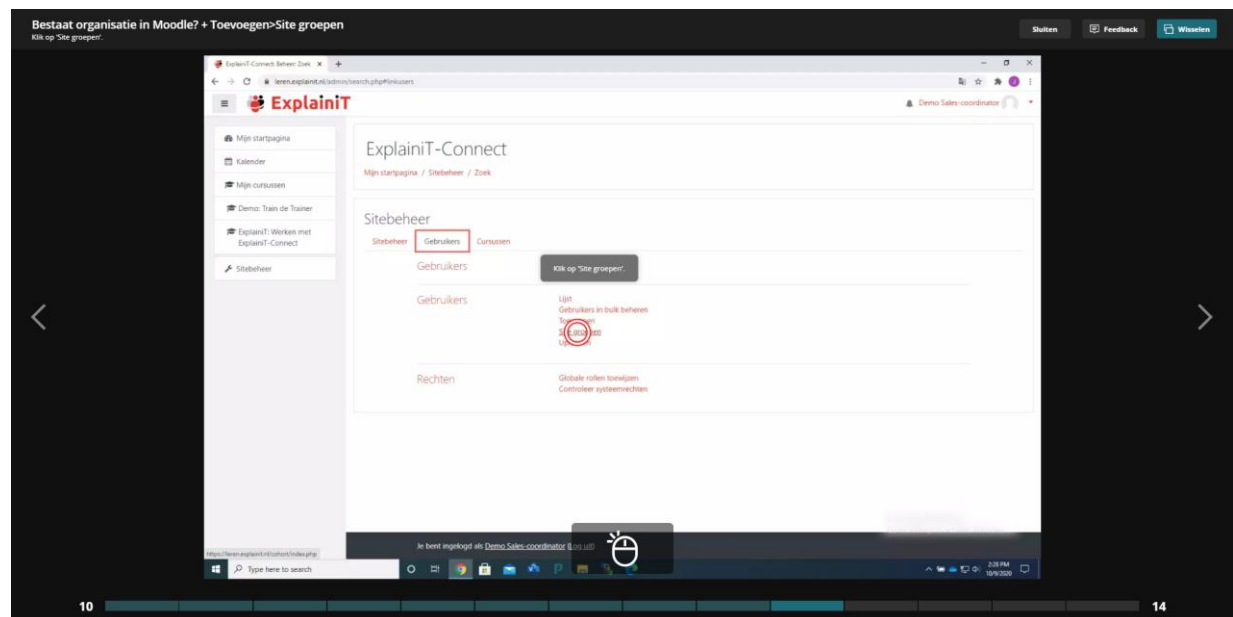 Bestaat organisatie in Moodle? + Toevoegen>Site groepen
Klik op 'Site groepen'.
Sluiten
Feedback
Wisselen
ExplainiT-Connect: Beheer: Zoek
leren.explainit.nl/admin/search.php#linkusers
ExplainiT
Demo Sales-coordinator
Mijn startpagina
Kalender
Mijn cursussen
Demo: Train de Trainer
ExplainiT: Werken met
ExplainiT-Connect
Sitebeheer
ExplainiT-Connect
Mijn startpagina / Sitebeheer / Zoek
Sitebeheer
Sitebeheer Gebruikers Cursussen
Gebruikers
Klik op 'Site groepen'.
Gebruikers
Lijst
Gebruikers in bulk beheren
Rechten
Globale rollen toewijzen
Controleer systeemrechten
Je bent ingelogd als Demo Sales-coordinator (Log uit)
https://leren.explainit.nl/cohort/index.php
Type here to search
2:28 PM
10/9/2020
10
14